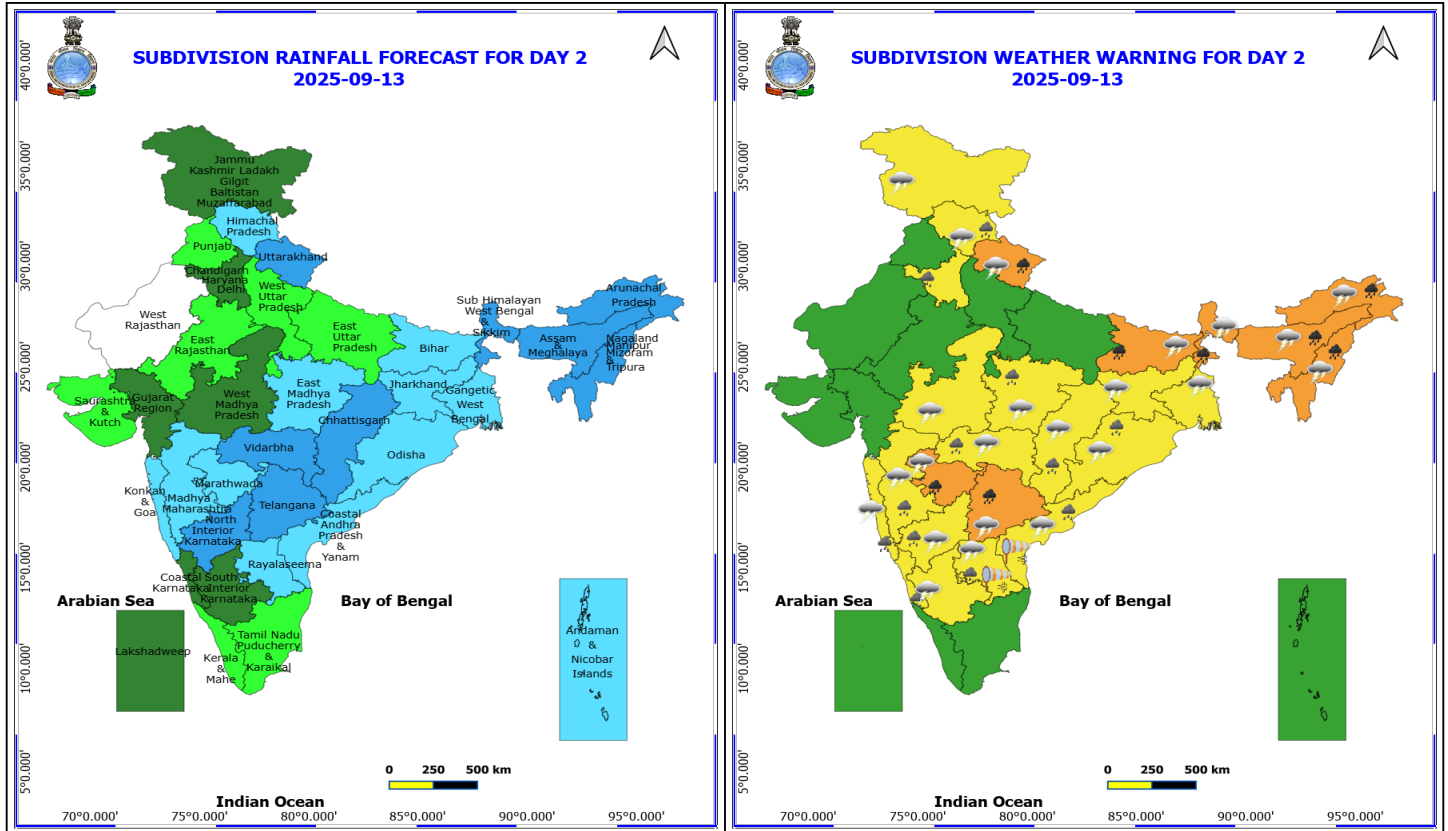 SUBDIVISION RAINFALL FORECAST FOR DAY 2
2025-09-13
40°0.000'
35°0.000'
30°0.000'
25°0.000'
20°0.000'
15°0.000'
10°0.000'
5°0.000'
Jammu
Kashmir Ladakh
Gilgit
Baltistan
Muzaffarabad
Himachal
Pradesh
Punjab
Uttarakhand
Chandigarh
Haryana
Delhi
West
Uttar
Pradesh
West
Rajasthan
East
Rajasthan
East
Uttar
Pradesh
Sub Himalayan
West Bengal
&
Sikkim
Arunachal
Pradesh
Assam
&
Meghalaya
Nagaland
Manipur
Mizoram
&
Tripura
Bihar
Jharkhand
Gangetic
West
Bengal
Saurashtra
&
Kutch
Gujarat
Region
West
Madhya
Pradesh
East
Madhya
Pradesh
Chhattisgarh
Vidarbha
Odisha
Konkan
&
Goa
Madhya
Maharashtra
Marathwada
Telangana
North
Interior
Karnataka
Coastal
Andhra
Pradesh
&
Yanam
Rayalaseema
Coastal
Karnataka
South
Interior
Karnataka
Arabian Sea
Bay of Bengal
Lakshadweep
Kerala
&
Mahe
Tamil Nadu
Puducherry
&
Karaikal
Andaman
&
Nicobar
Islands
0 250 500 km
Indian Ocean
70°0.000' 75°0.000' 80°0.000' 85°0.000' 90°0.000' 95°0.000'
SUBDIVISION WEATHER WARNING FOR DAY 2
2025-09-13
40°0.000'
35°0.000'
30°0.000'
25°0.000'
20°0.000'
15°0.000'
10°0.000'
5°0.000'
Arabian Sea
Bay of Bengal
0 250 500 km
Indian Ocean
70°0.000' 75°0.000' 80°0.000' 85°0.000' 90°0.000' 95°0.000'